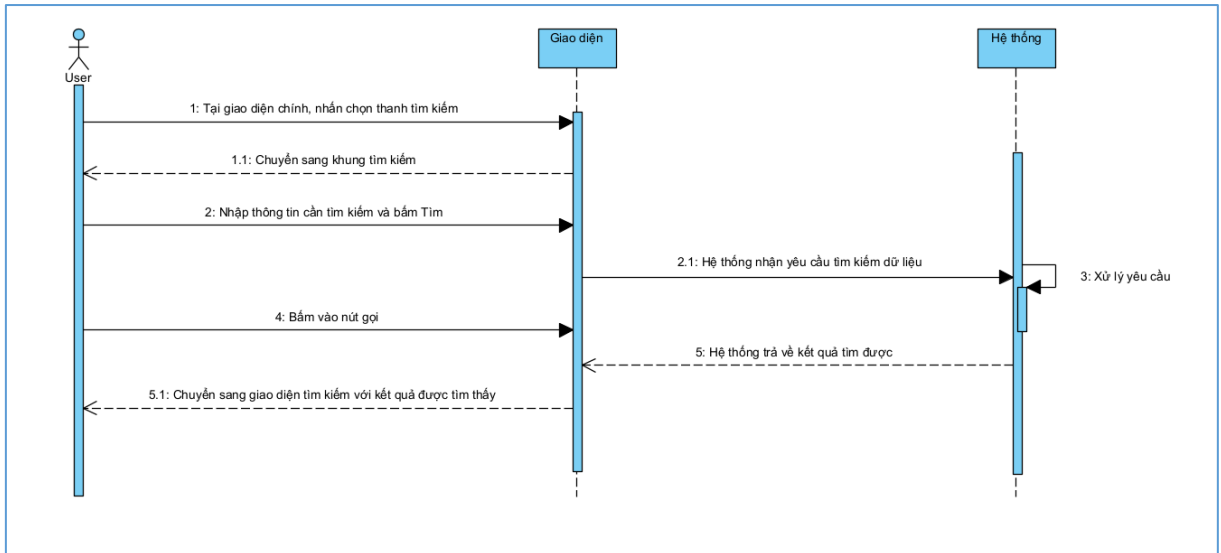 User
Giao diện
Hệ thống
1: Tại giao diện chính, nhấn chọn thanh tìm kiếm
1.1: Chuyển sang khung tìm kiếm
2: Nhập thông tin cần tìm kiếm và bấm Tìm
2.1: Hệ thống nhận yêu cầu tìm kiếm dữ liệu
3: Xử lý yêu cầu
4: Bấm vào nút gọi
5: Hệ thống trả về kết quả tìm được
5.1: Chuyển sang giao diện tìm kiếm với kết quả được tìm thấy